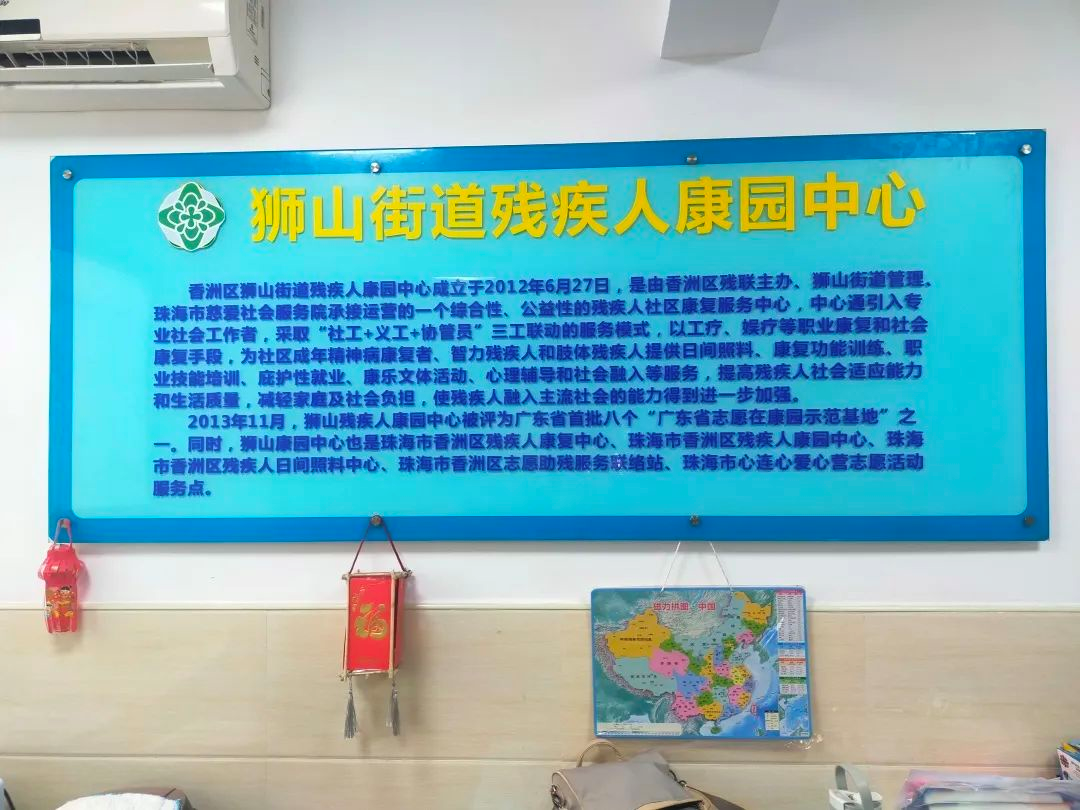 狮山街道残疾人康园中心
香洲区狮山街道残疾人康园中心成立于2012年6月27日，是由香洲区残联主办、狮山街道管理、
珠海市慈爱社会服务院承接运营的一个综合性、公益性的残疾人社区康复服务中心，中心通引入专
业社会工作者，采取“社工+义工+协管员”三工联动的服务模式，以工疗、娱疗等职业康复和社会
康复手段，为社区成年精神病康复者、智力残疾人和肢体残疾人提供日间照料、康复功能训练、职
业技能培训、庇护性就业、康乐文体活动、心理辅导和社会融入等服务，提高残疾人社会适应能力
和生活质量，减轻家庭及社会负担，使残疾人融入主流社会的能力得到进一步加强。
2013年11月，狮山残疾人康园中心被评为广东省首批八个“广东省志愿在康园示范基地”之
一。同时，狮山康园中心也是珠海市香洲区残疾人康复中心、珠海市香洲区残疾人康园中心、珠海
市香洲区残疾人日间照料中心、珠海市香洲区志愿助残服务联络站、珠海市心连心爱心营志愿活动
服务点。
福
磁力拼图·中国